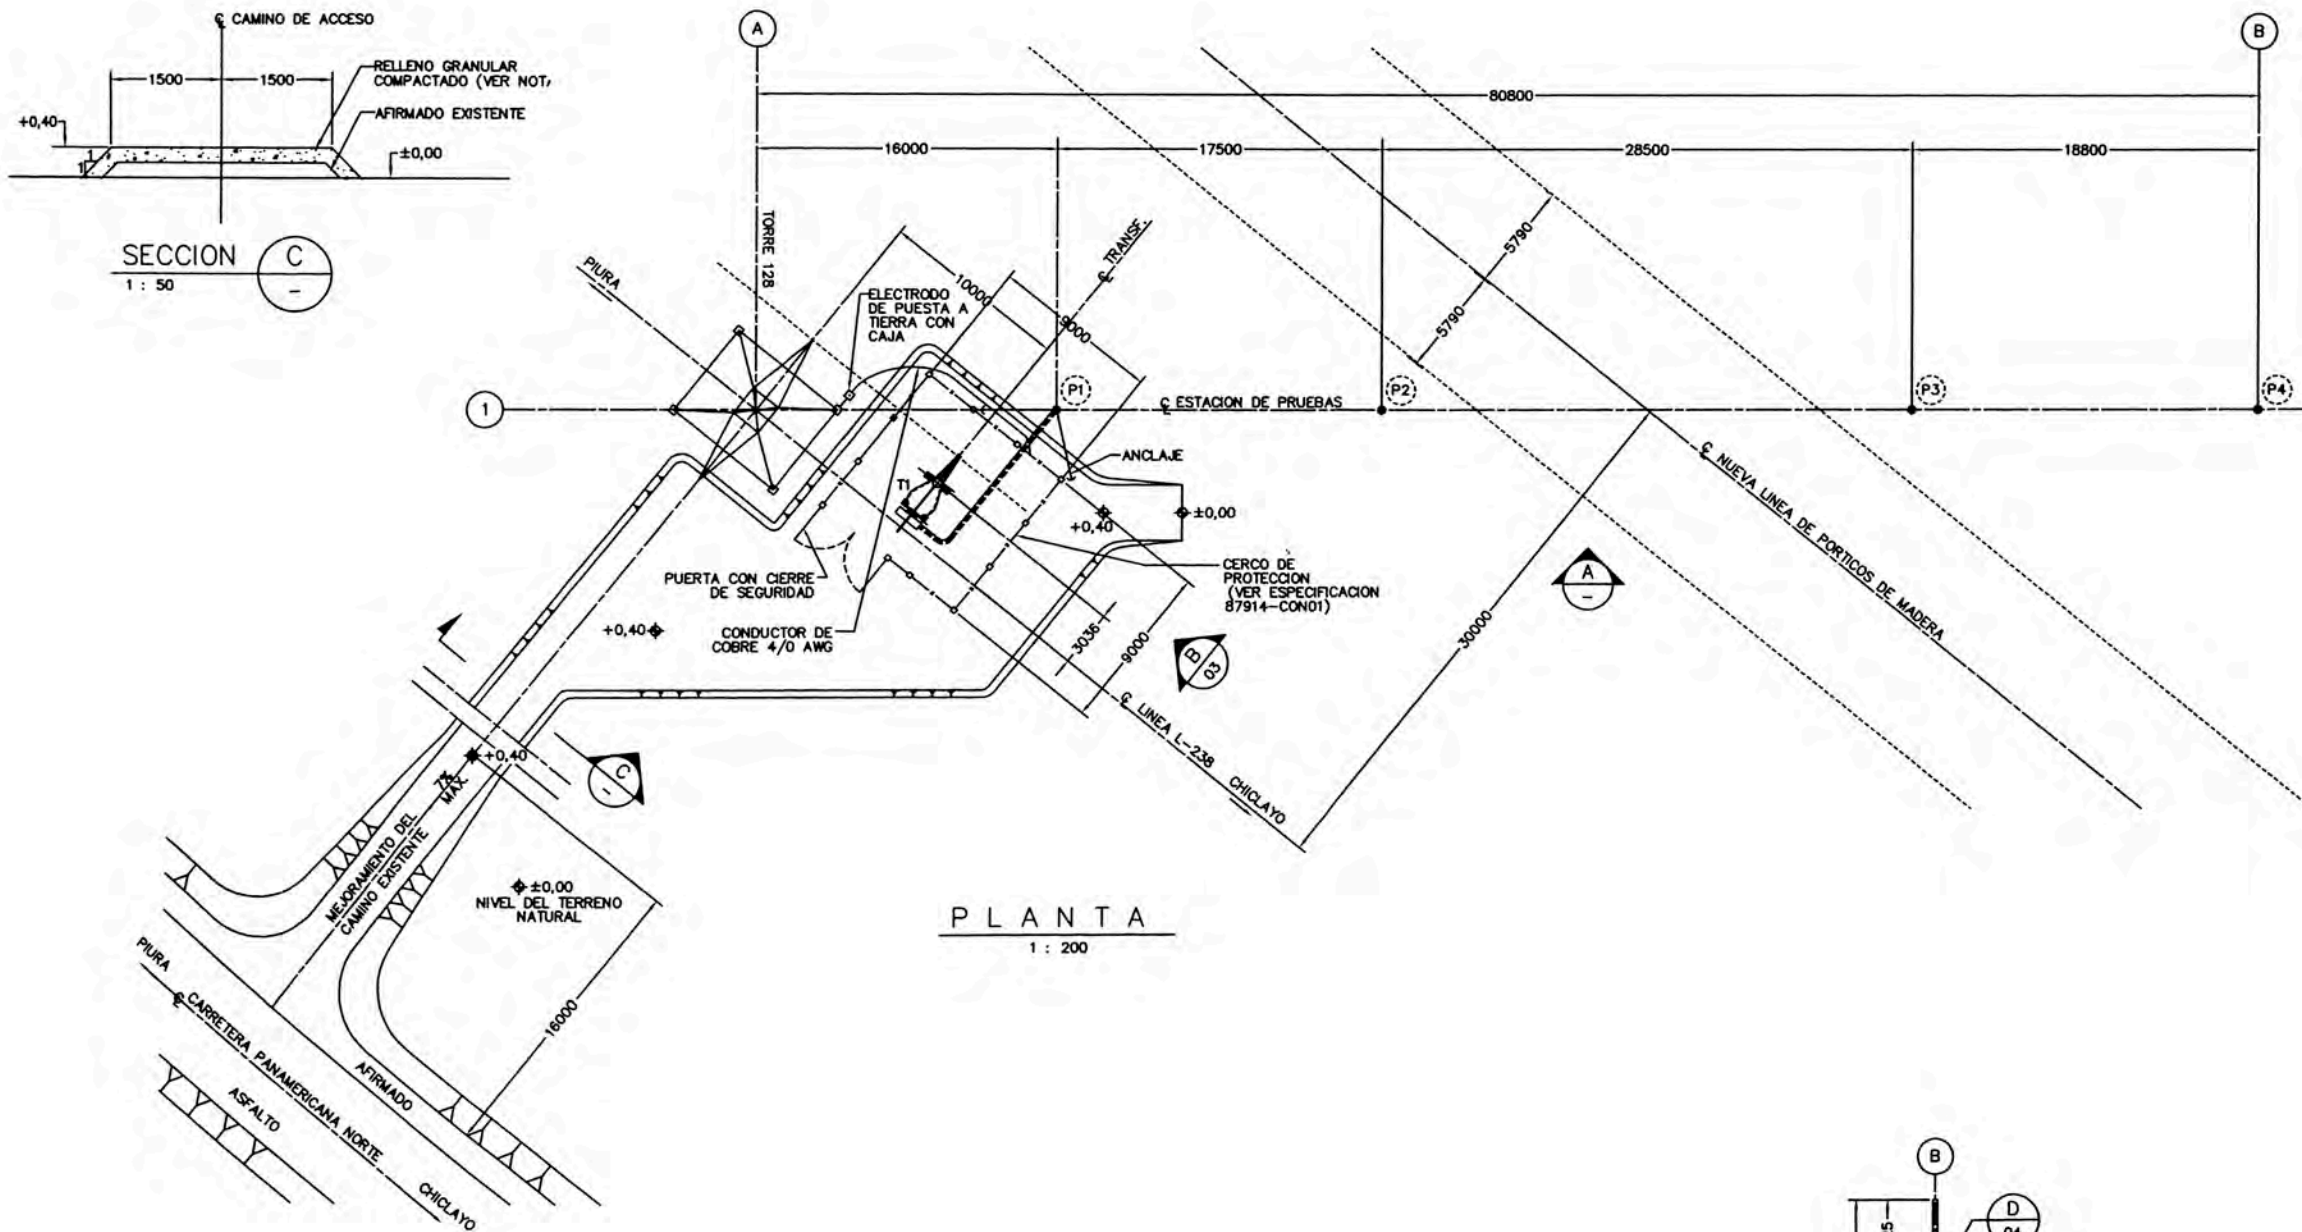 ℄ CAMINO DE ACCESO
1500
1500
RELLENO GRANULAR
COMPACTADO (VER NOT
AFIRMADO EXISTENTE
+0,40
1
1
±0,00
SECCION
C
-
1 : 50
A
B
80800
16000
17500
28500
18800
TORRE 128
PIURA
℄ TRANSF.
10000
9000
5790
5790
ELECTRODO
DE PUESTA A
TIERRA CON
CAJA
1
P1
℄ ESTACION DE PRUEBAS
P2
P3
P4
ANCLAJE
T1
+0,40
±0,00
℄ NUEVA LINEA DE PORTICOS DE MADERA
PUERTA CON CIERRE
DE SEGURIDAD
CERCO DE
PROTECCION
(VER ESPECIFICACION
87914-CON01)
A
-
+0,40
CONDUCTOR DE
COBRE 4/0 AWG
3036
9000
B
03
30000
℄ LINEA L-238
CHICLAYO
+0,40
C
-
7%
MAX.
MEJORAMIENTO DEL
CAMINO EXISTENTE
±0,00
NIVEL DEL TERRENO
NATURAL
PLANTA
1 : 200
PIURA
℄ CARRETERA PANAMERICANA NORTE
16000
AFIRMADO
ASFALTO
CHICLAYO
B
D